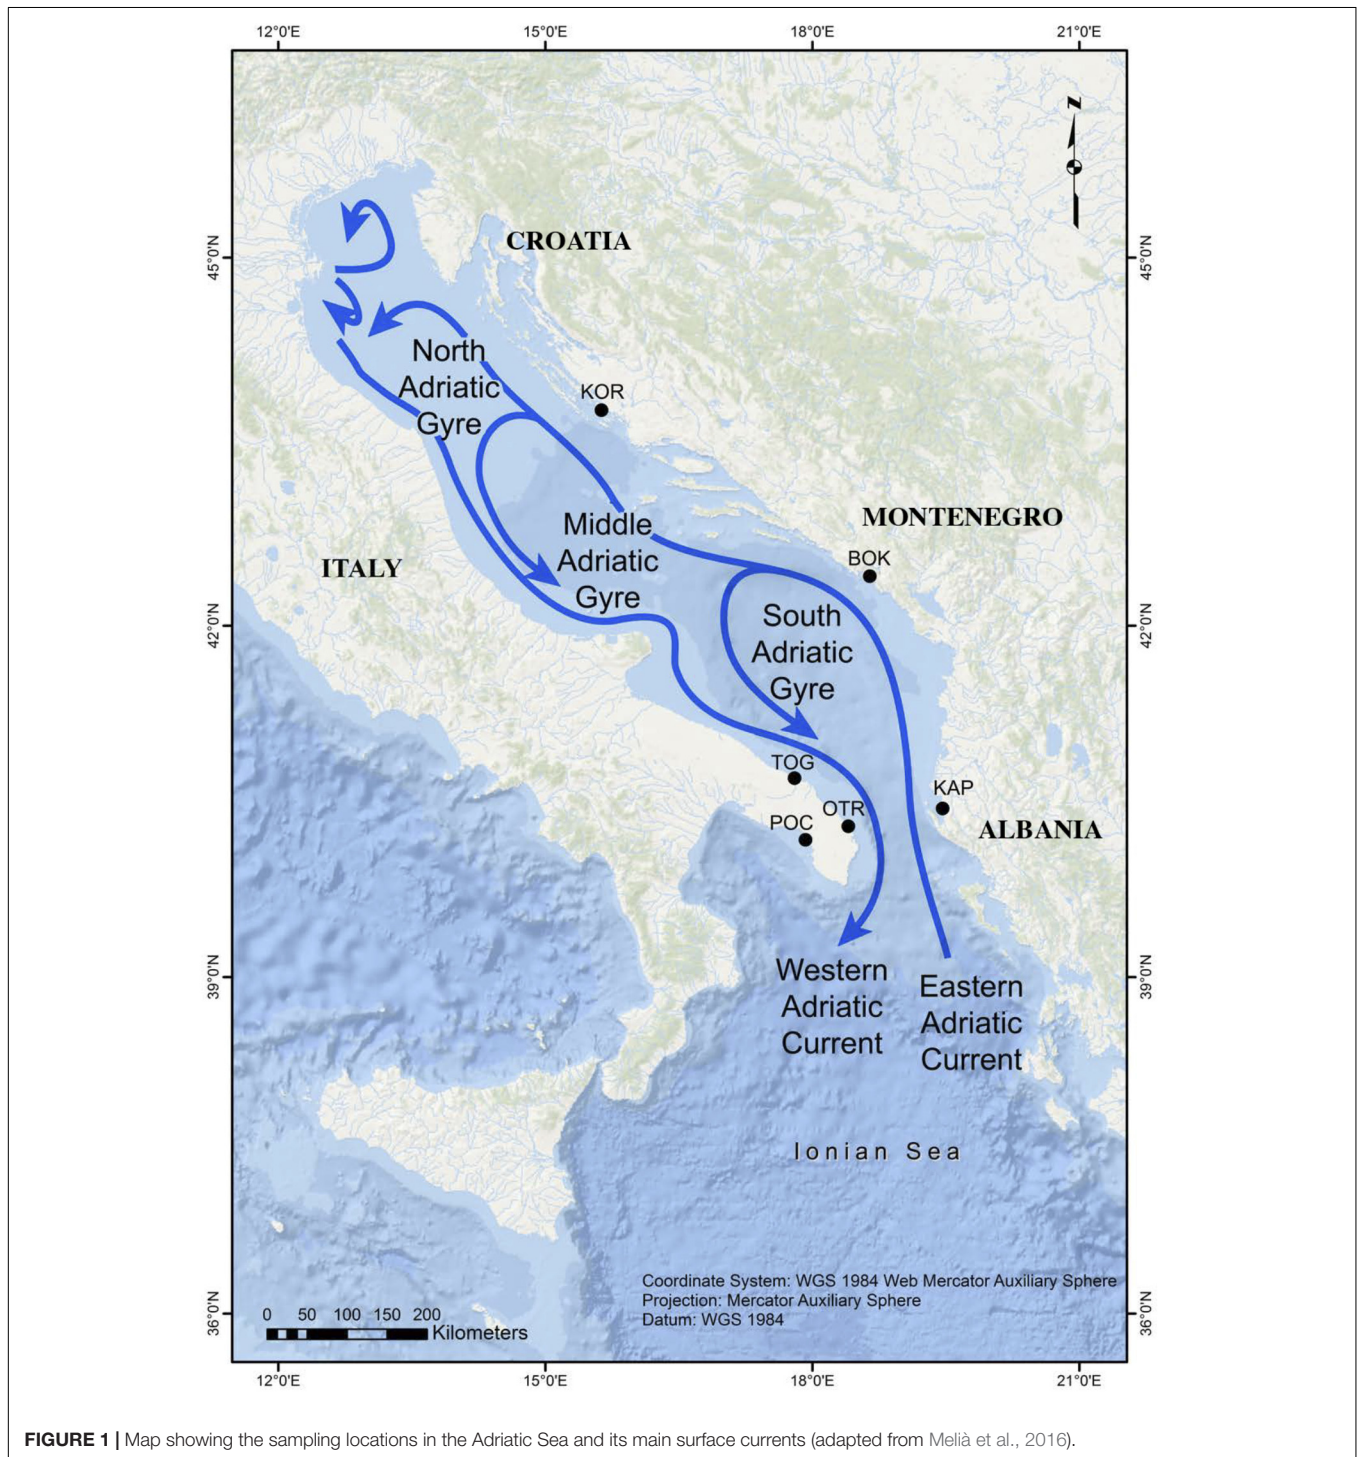 12°0'E 15°0'E 18°0'E 21°0'E
N
CROATIA
45°0'N 45°0'N
North
Adriatic
Gyre
KOR
Middle
Adriatic
Gyre
MONTENEGRO
BOK
ITALY
42°0'N 42°0'N
South
Adriatic
Gyre
TOG
KAP
OTR
POC
ALBANIA
39°0'N 39°0'N
Western
Adriatic
Current
Eastern
Adriatic
Current
Ionian Sea
Coordinate System: WGS 1984 Web Mercator Auxiliary Sphere
Projection: Mercator Auxiliary Sphere
Datum: WGS 1984
0 50 100 150 200
Kilometers
36°0'N 36°0'N
12°0'E 15°0'E 18°0'E 21°0'E
FIGURE 1 | Map showing the sampling locations in the Adriatic Sea and its main surface currents (adapted from Melià et al., 2016).